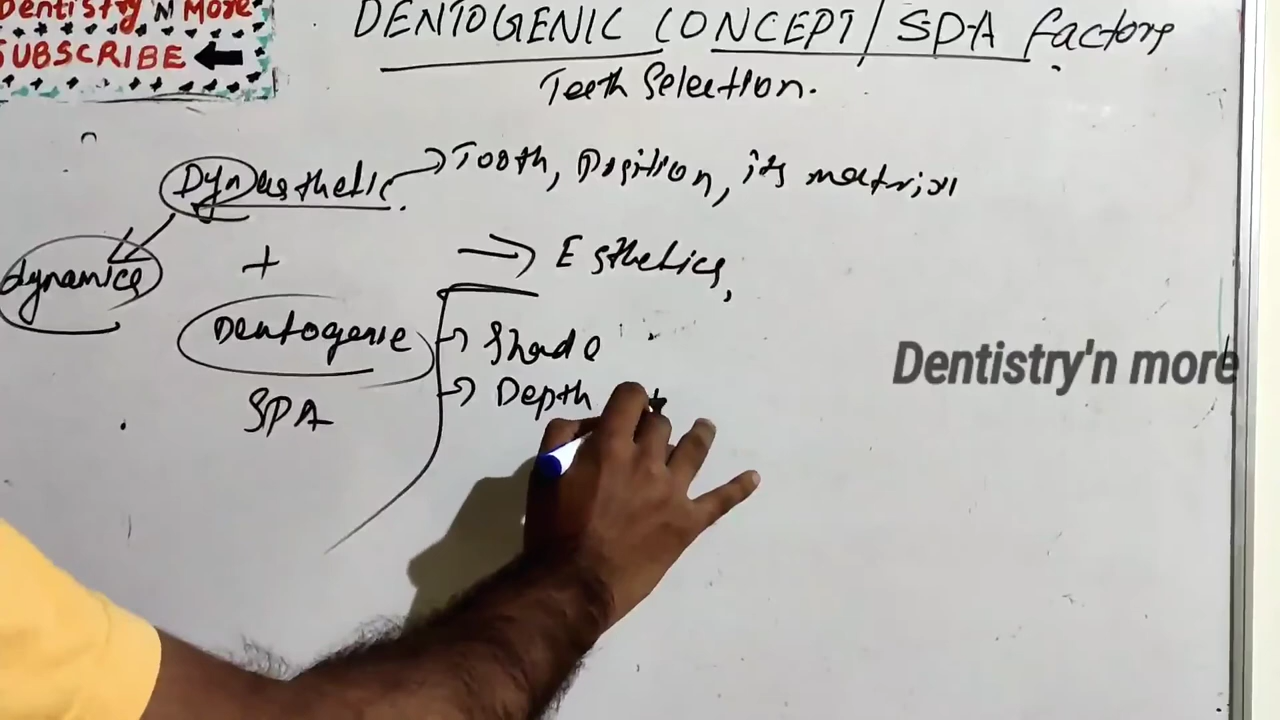 Dentistry 'N More
SUBSCRIBE
DENTOGENIC CONCEPT / SPA factors
Teeth Selection.
Dynesthetic → Tooth, Position, its matrix
dynamics
+
⇒ Esthetics,
Dentogenic
→ Shade
SPA
→ Depth
Dentistry'n more